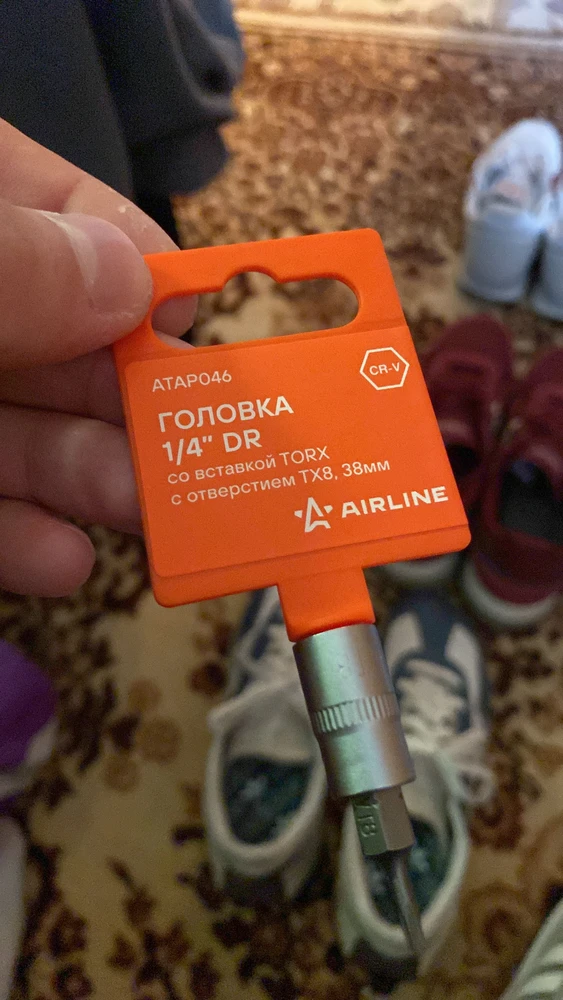 ATAP046
CR-V
ГОЛОВКА
1/4" DR
со вставкой TORX
с отверстием TX8, 38мм
AIRLINE